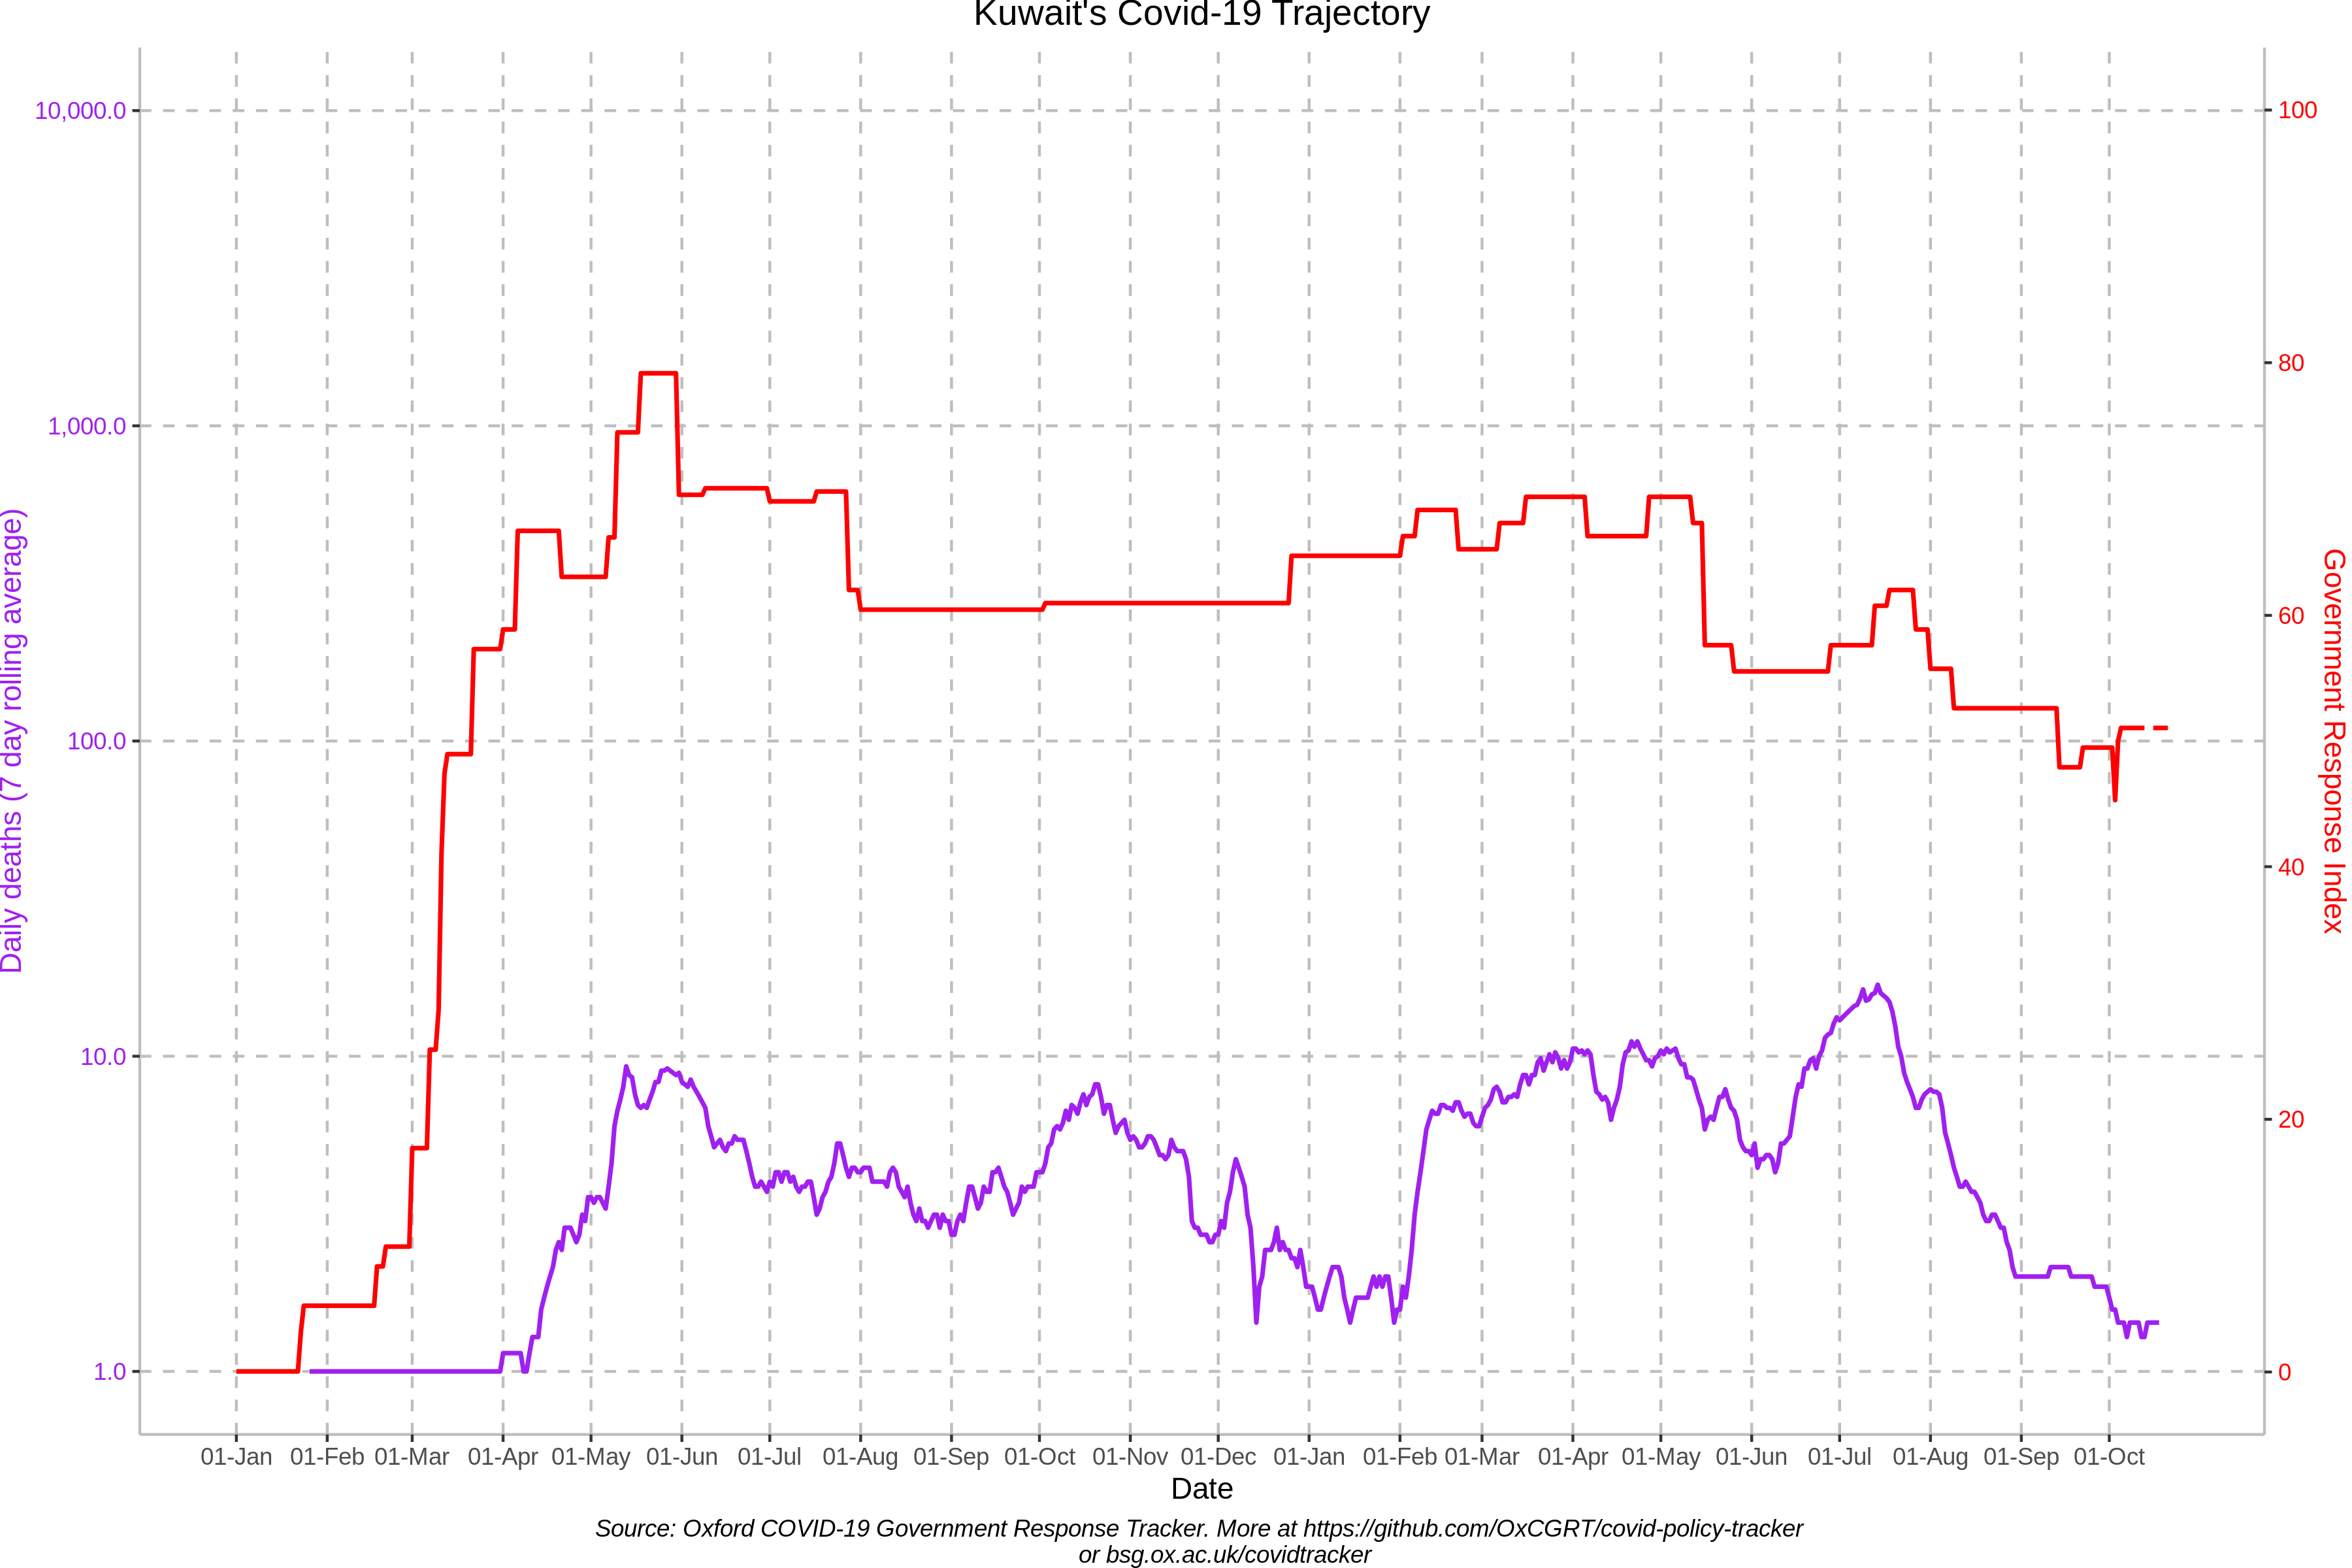 Kuwait's Covid-19 Trajectory
10,000.0
1,000.0
100.0
10.0
1.0
Daily deaths (7 day rolling average)
100
80
60
40
20
0
Government Response Index
01-Jan 01-Feb 01-Mar 01-Apr 01-May 01-Jun 01-Jul 01-Aug 01-Sep 01-Oct 01-Nov 01-Dec 01-Jan 01-Feb 01-Mar 01-Apr 01-May 01-Jun 01-Jul 01-Aug 01-Sep 01-Oct
Date
Source: Oxford COVID-19 Government Response Tracker. More at https://github.com/OxCGRT/covid-policy-tracker
or bsg.ox.ac.uk/covidtracker